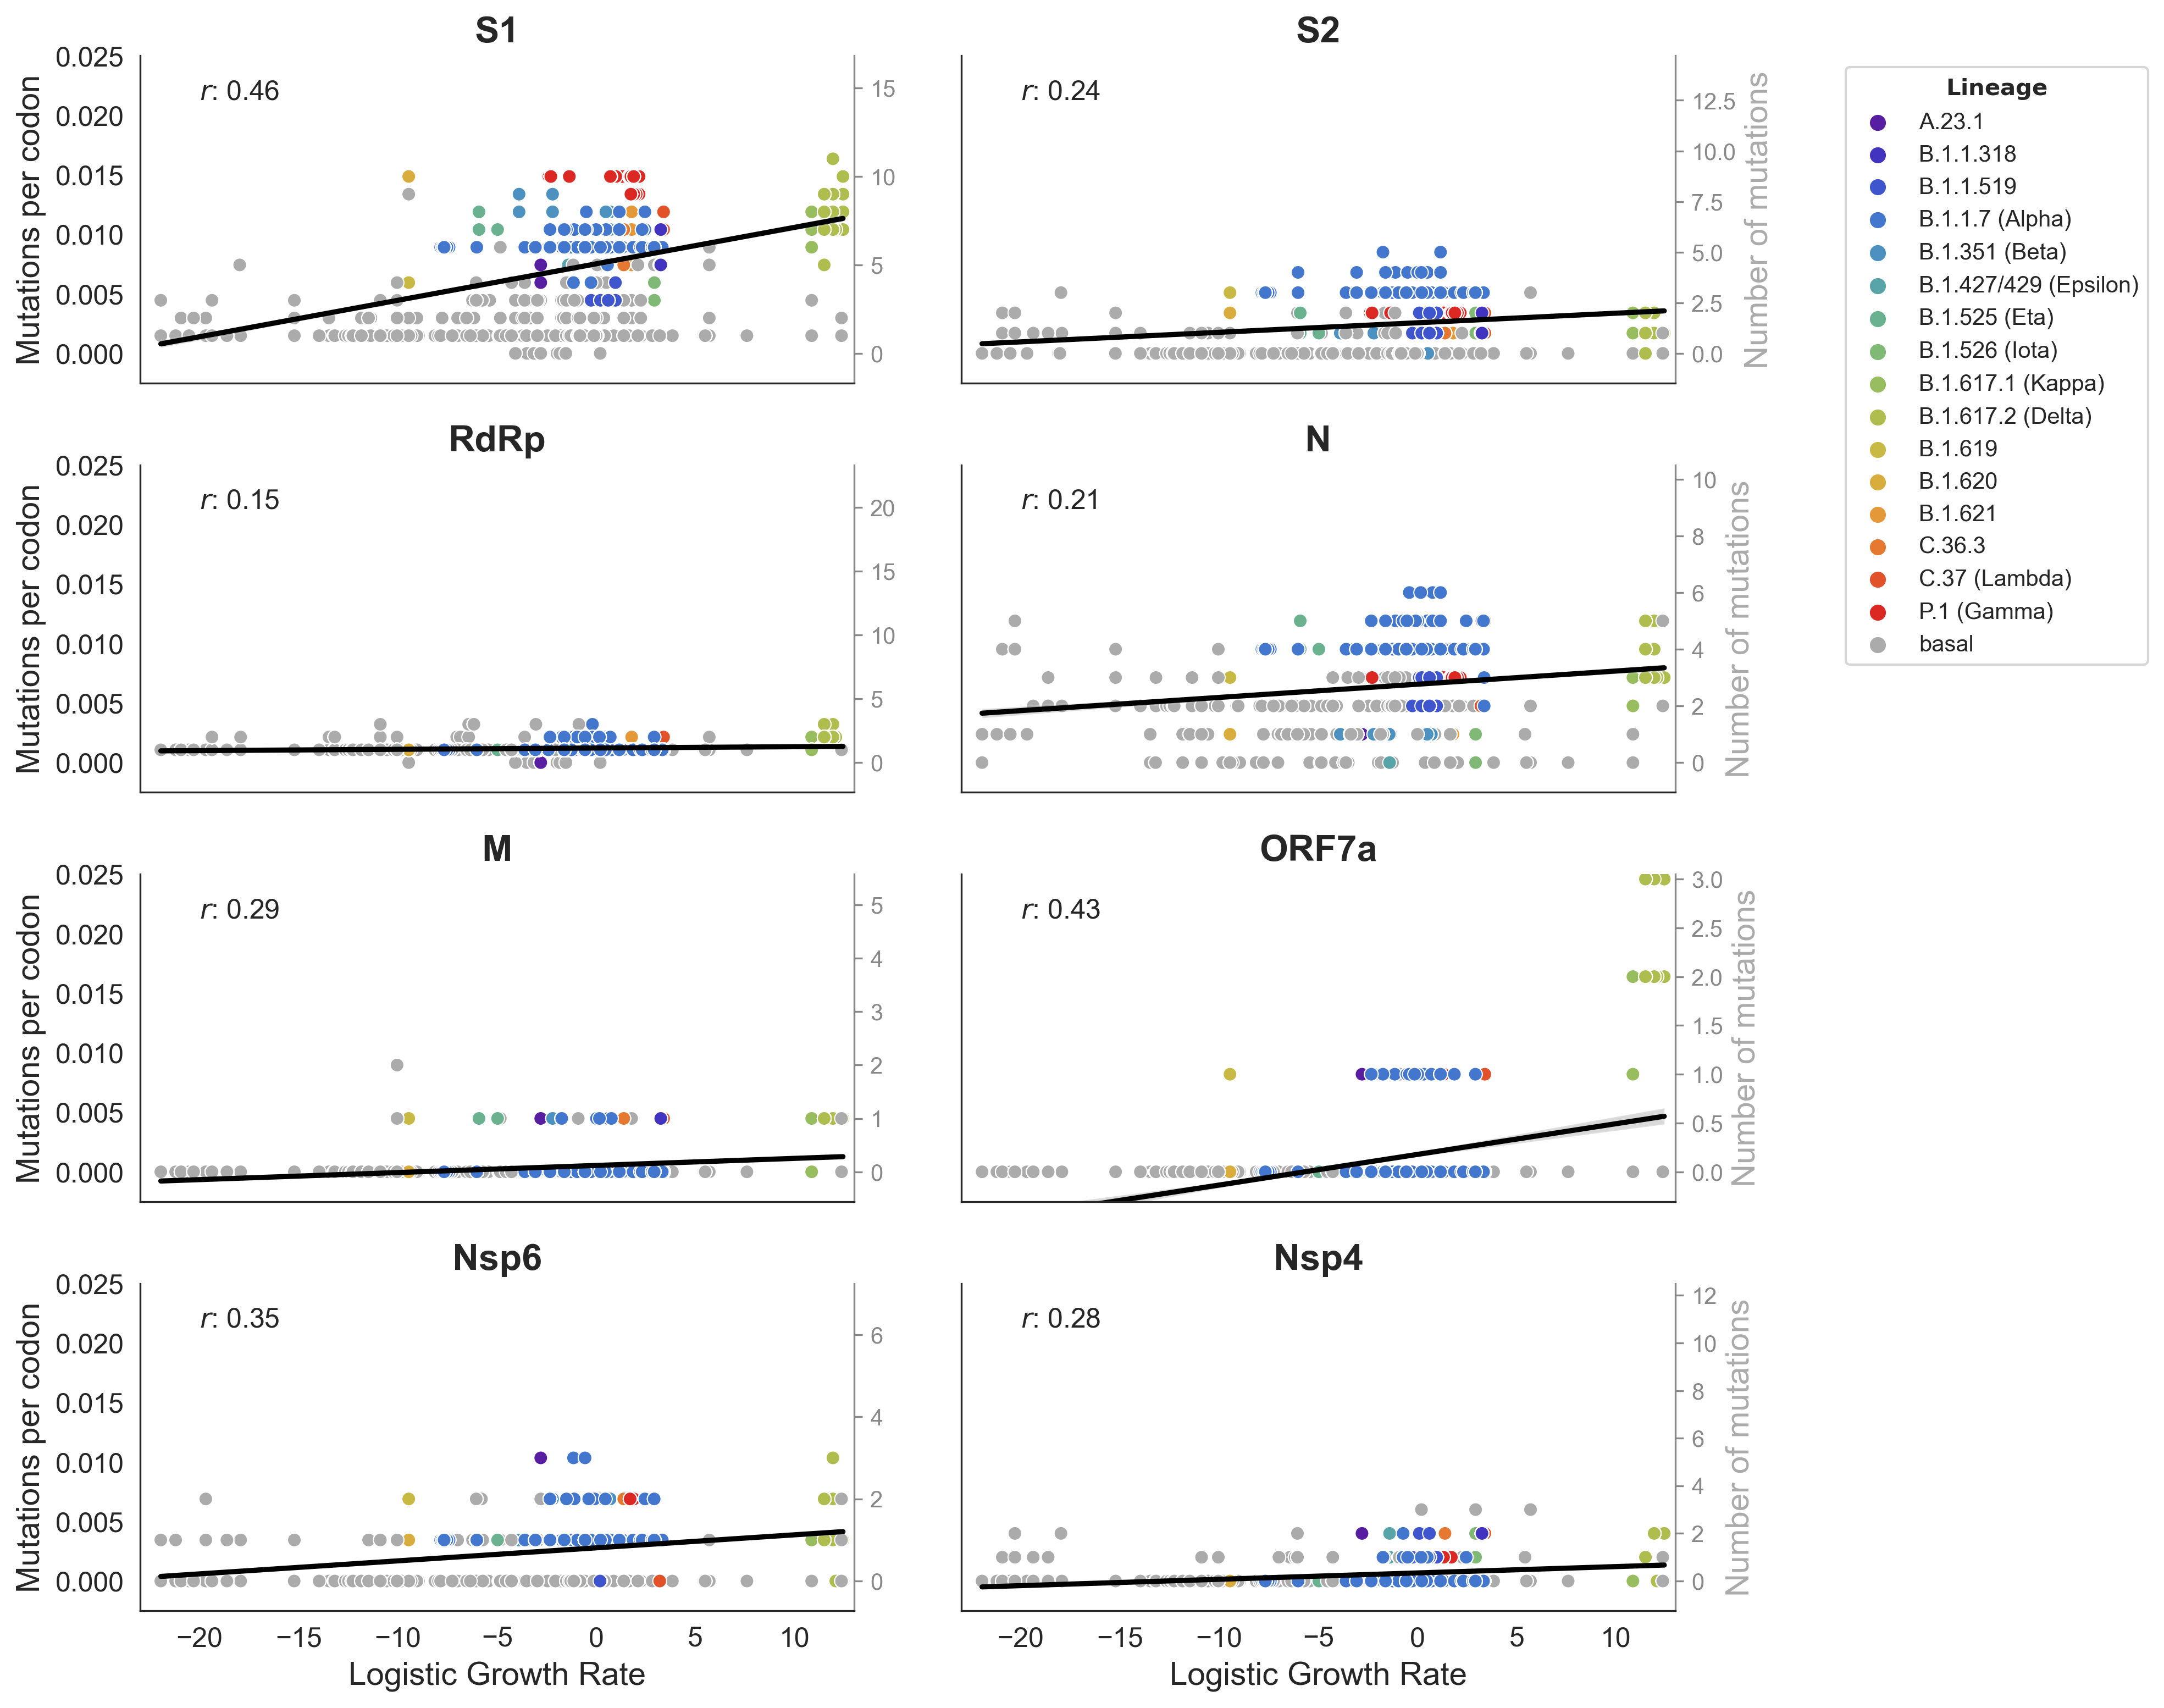 S1
S2
0.025
0.020
0.015
0.010
0.005
0.000
Mutations per codon
r: 0.46
15
10
5
0
r: 0.24
12.5
10.0
7.5
5.0
2.5
0.0
Number of mutations
Lineage
A.23.1
B.1.1.318
B.1.1.519
B.1.1.7 (Alpha)
B.1.351 (Beta)
B.1.427/429 (Epsilon)
B.1.525 (Eta)
B.1.526 (Iota)
B.1.617.1 (Kappa)
B.1.617.2 (Delta)
B.1.619
B.1.620
B.1.621
C.36.3
C.37 (Lambda)
P.1 (Gamma)
basal
RdRp
N
0.025
0.020
0.015
0.010
0.005
0.000
Mutations per codon
r: 0.15
20
15
10
5
0
r: 0.21
10
8
6
4
2
0
Number of mutations
M
ORF7a
0.025
0.020
0.015
0.010
0.005
0.000
Mutations per codon
r: 0.29
5
4
3
2
1
0
r: 0.43
3.0
2.5
2.0
1.5
1.0
0.5
0.0
Number of mutations
Nsp6
Nsp4
0.025
0.020
0.015
0.010
0.005
0.000
Mutations per codon
r: 0.35
6
4
2
0
r: 0.28
12
10
8
6
4
2
0
Number of mutations
−20 −15 −10 −5 0 5 10
Logistic Growth Rate
−20 −15 −10 −5 0 5 10
Logistic Growth Rate